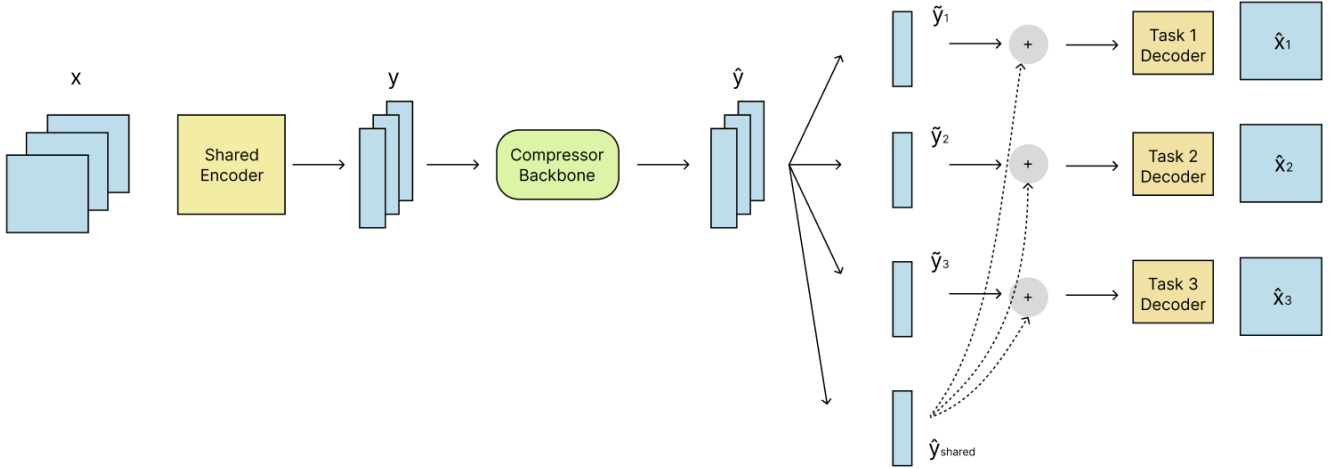 x
Shared
Encoder
y
Compressor
Backbone
ŷ
ỹ₁
+
Task 1
Decoder
x̂₁
ỹ₂
+
Task 2
Decoder
x̂₂
ỹ₃
+
Task 3
Decoder
x̂₃
ŷshared